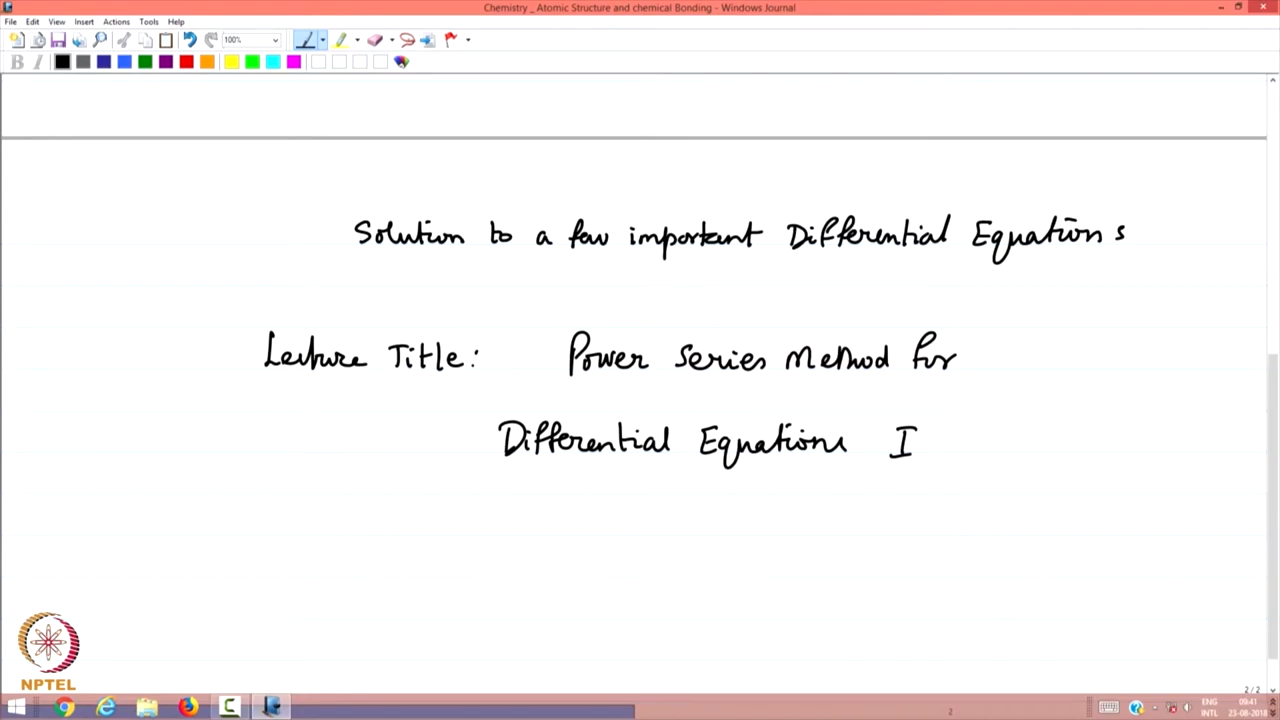 Chemistry _ Atomic Structure and chemical Bonding - Windows Journal
File Edit View Insert Actions Tools Help
100%
B I
Solution to a few important Differential Equations
Lecture Title: Power Series Method for
Differential Equations I
NPTEL
2 / 2
2
ENG 09:41
INTL 23-08-2018